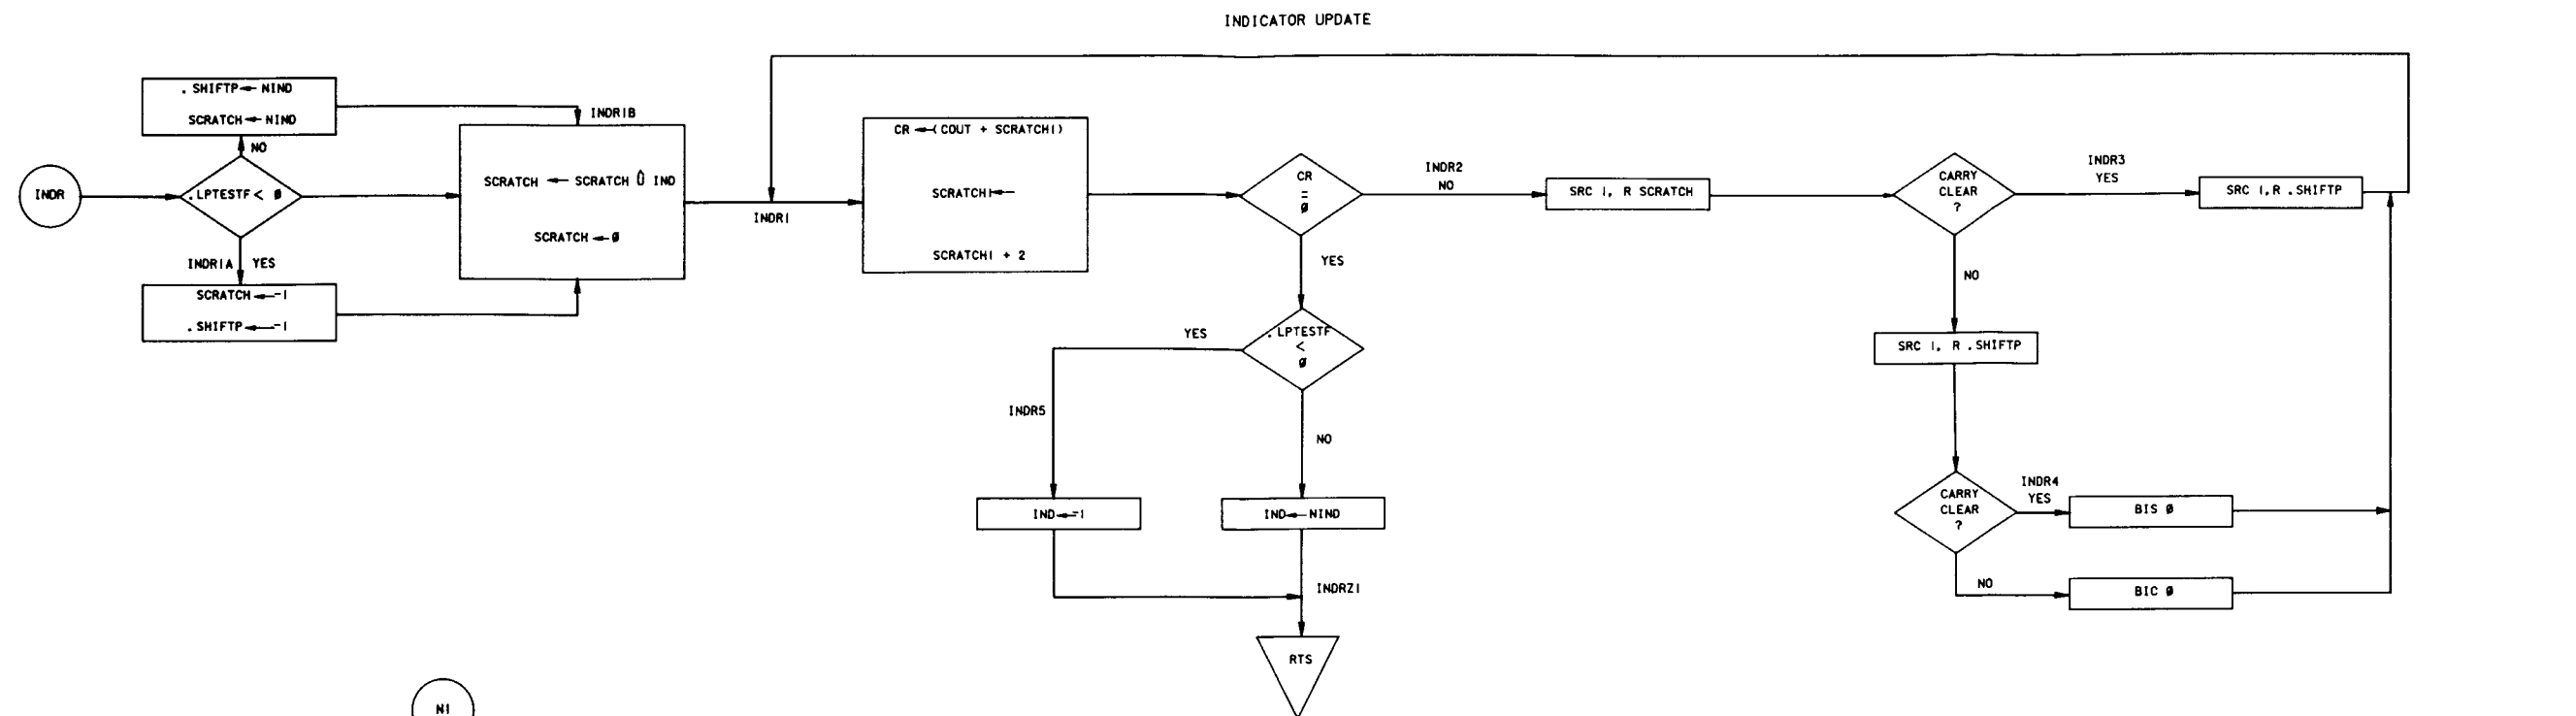 INDICATOR UPDATE
INDR
.LPTESTF < Ø
NO
.SHIFTP ← NIND
SCRATCH ← NIND
INDR1A YES
SCRATCH ← -1
.SHIFTP ← -1
INDR1B
SCRATCH ← SCRATCH Û IND
SCRATCH ← Ø
INDR1
CR ← (COUT + SCRATCH1)
SCRATCH1 ←
SCRATCH1 + 2
CR
=
Ø
INDR2
NO
SRC 1, R SCRATCH
CARRY
CLEAR
?
INDR3
YES
SRC 1,R .SHIFTP
YES
.LPTESTF
<
Ø
YES
INDR5
NO
IND ← -1
IND ← NIND
INDRZ1
RTS
NO
SRC 1, R .SHIFTP
CARRY
CLEAR
?
INDR4
YES
BIS Ø
NO
BIC Ø
N1